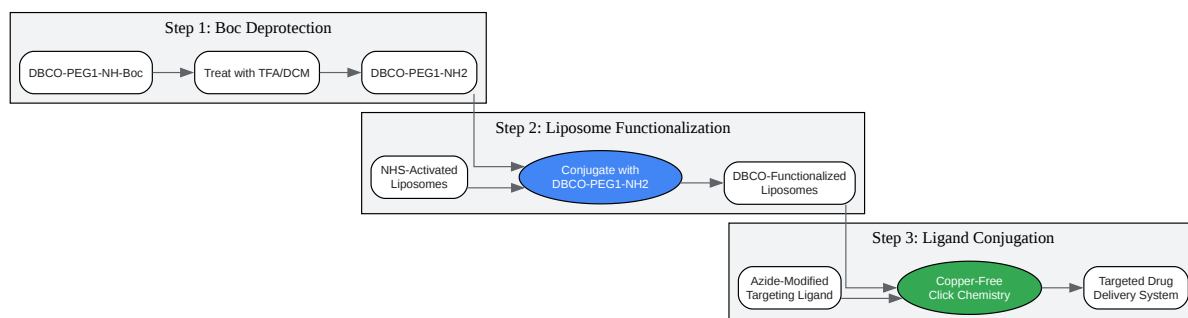 Step 1: Boc Deprotection
DBCO-PEG1-NH-Boc
Treat with TFA/DCM
DBCO-PEG1-NH2
Step 2: Liposome Functionalization
NHS-Activated
Liposomes
Conjugate with
DBCO-PEG1-NH2
DBCO-Functionalized
Liposomes
Step 3: Ligand Conjugation
Azide-Modified
Targeting Ligand
Copper-Free
Click Chemistry
Targeted Drug
Delivery System